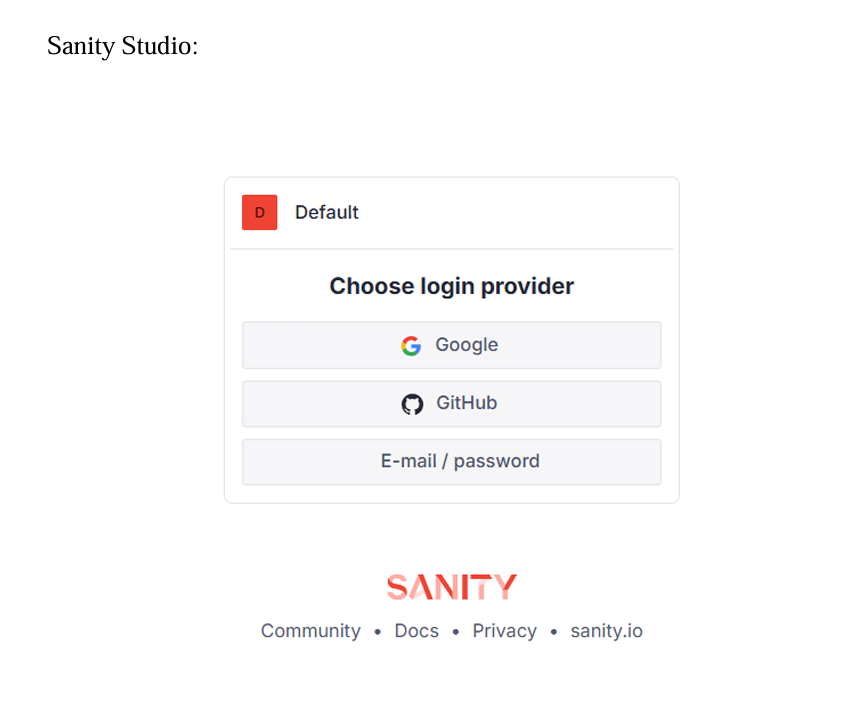 Sanity Studio:
D Default
Choose login provider
Google
GitHub
E-mail / password
SANITY
Community • Docs • Privacy • sanity.io